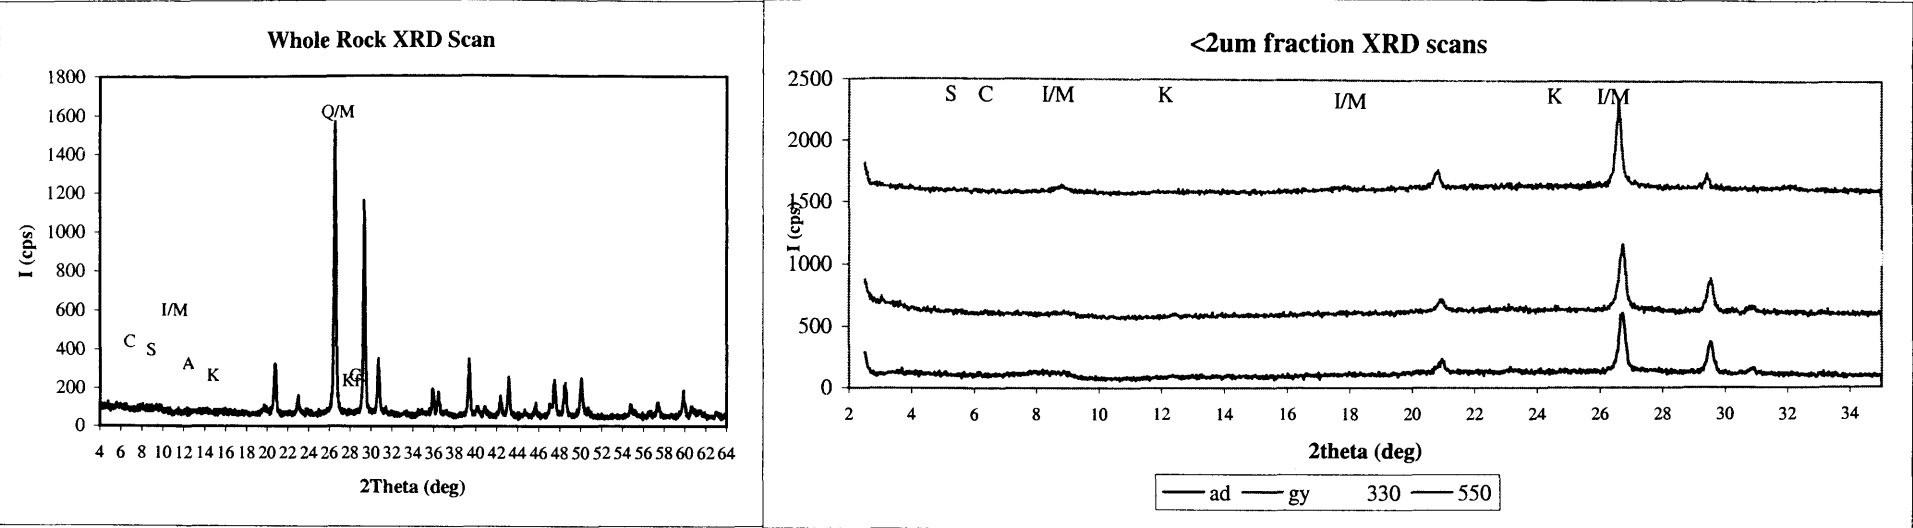 Whole Rock XRD Scan
1800
1600
1400
1200
1000
800
600
400
200
0
I (cps)
Q/M
I/M
C
S
A
K
4 6 8 10 12 14 16 18 20 22 24 26 28 30 32 34 36 38 40 42 44 46 48 50 52 54 56 58 60 62 64
2Theta (deg)
<2um fraction XRD scans
2500
2000
1500
1000
500
0
I (cps)
S C I/M K I/M K I/M
2 4 6 8 10 12 14 16 18 20 22 24 26 28 30 32 34
2theta (deg)
ad gy 330 550